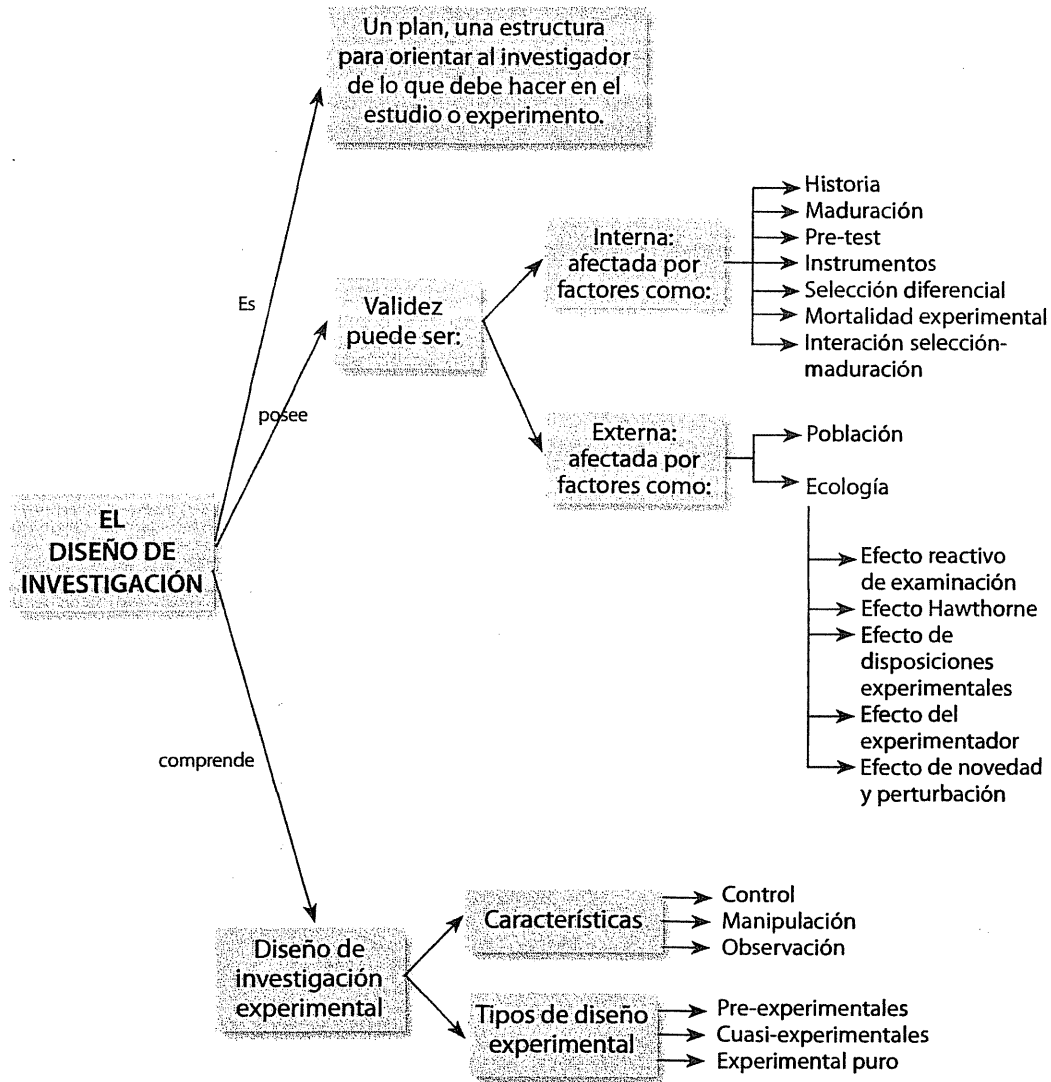 Un plan, una estructura
para orientar al investigador
de lo que debe hacer en el
estudio o experimento.
Es
Validez
puede ser:
posee
Interna:
afectada por
factores como:
Historia
Maduración
Pre-test
Instrumentos
Selección diferencial
Mortalidad experimental
Interación selección-
maduración
Externa:
afectada por
factores como:
Población
Ecología
Efecto reactivo
de examinación
Efecto Hawthorne
Efecto de
disposiciones
experimentales
Efecto del
experimentador
Efecto de novedad
y perturbación
EL
DISEÑO DE
INVESTIGACIÓN
comprende
Diseño de
investigación
experimental
Características
Control
Manipulación
Observación
Tipos de diseño
experimental
Pre-experimentales
Cuasi-experimentales
Experimental puro